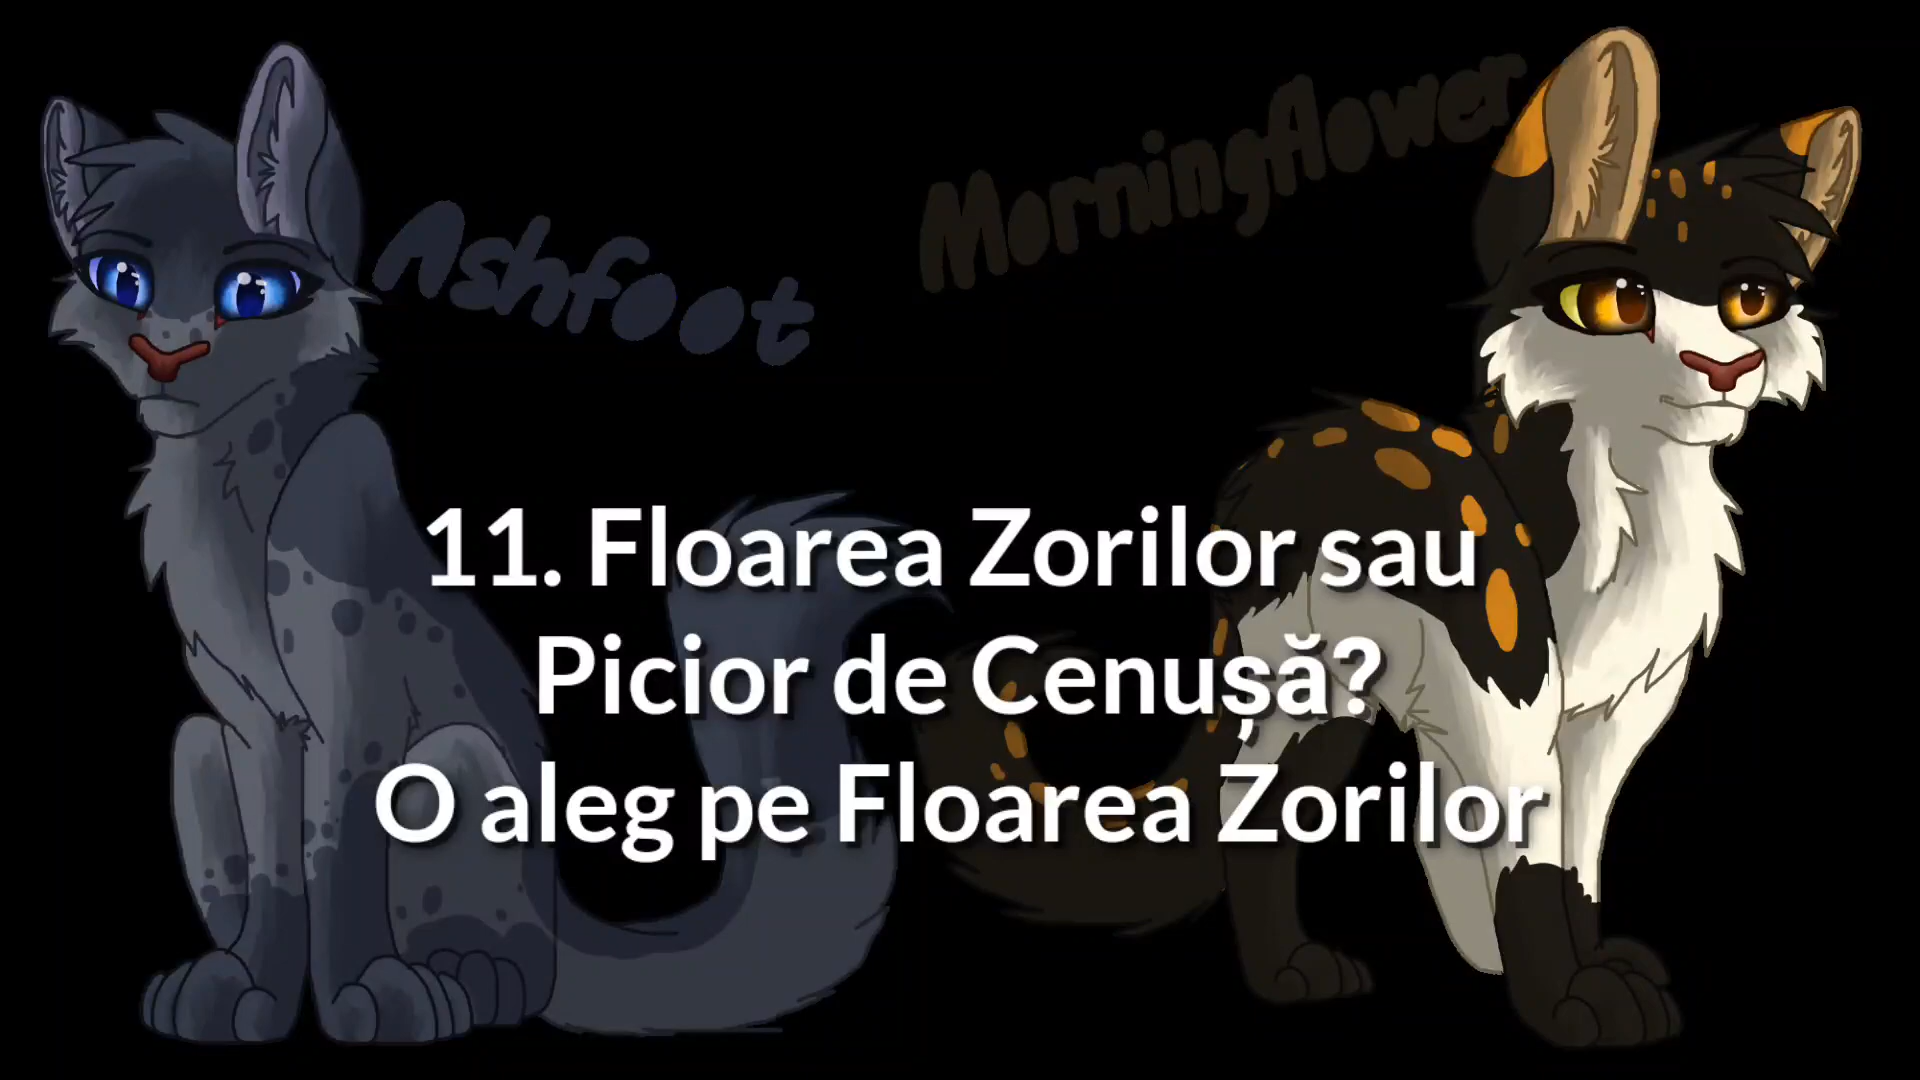 Ashfoot
Morningflower
11. Floarea Zorilor sau
Picior de Cenușă?
O aleg pe Floarea Zorilor